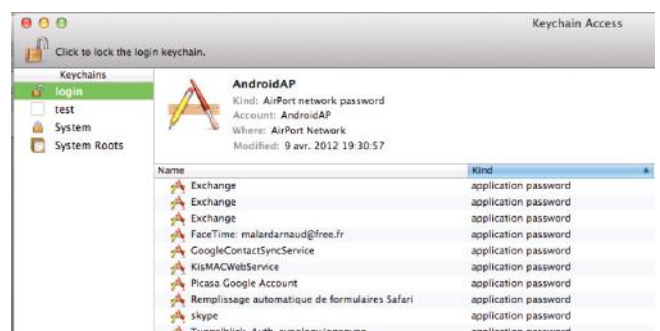 Keychain Access
Click to lock the login keychain.
Keychains
login
test
System
System Roots
AndroidAP
Kind: AirPort network password
Account: AndroidAP
Where: AirPort Network
Modified: 9 avr. 2012 19:30:57
Name Kind
Exchange application password
Exchange application password
Exchange application password
FaceTime: malardarnaud@free.fr application password
GoogleContactSyncService application password
KisMACWebService application password
Picasa Google Account application password
Remplissage automatique de formulaires Safari application password
skype application password
application password